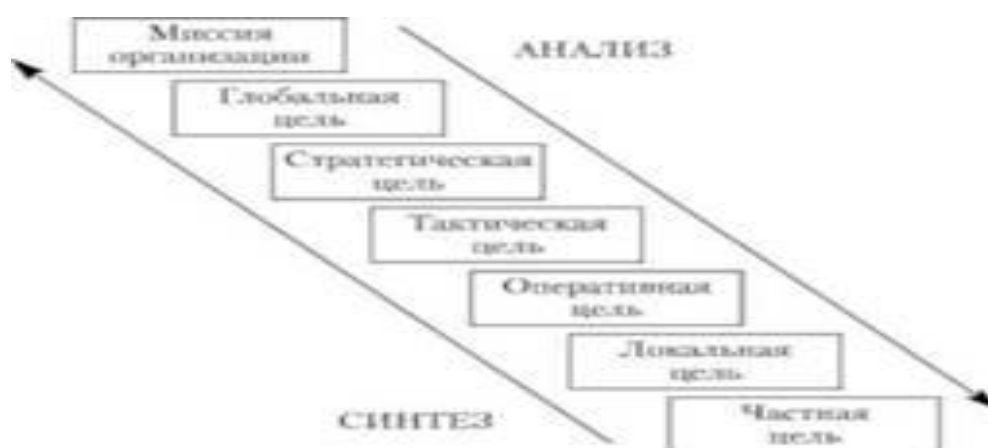 Миссия
организации
АНАЛИЗ
Глобальная
цель
Стратегическая
цель
Тактическая
цель
Оперативная
цель
Локальная
цель
СИНТЕЗ
Частная
цель